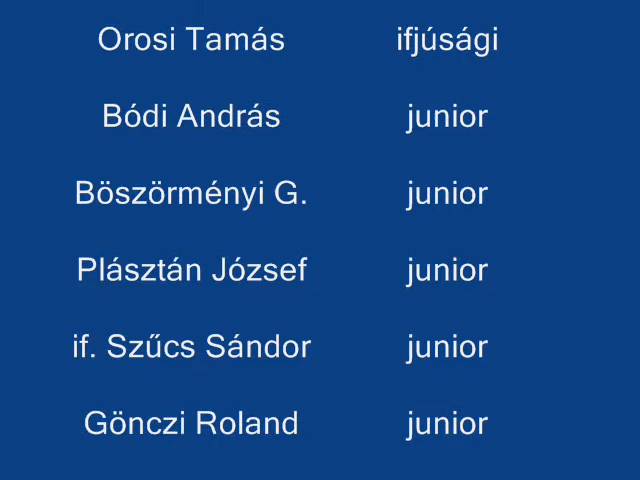 Orosi Tamás ifjúsági
Bódi András junior
Böszörményi G. junior
Plásztán József junior
if. Szűcs Sándor junior
Gönczi Roland junior